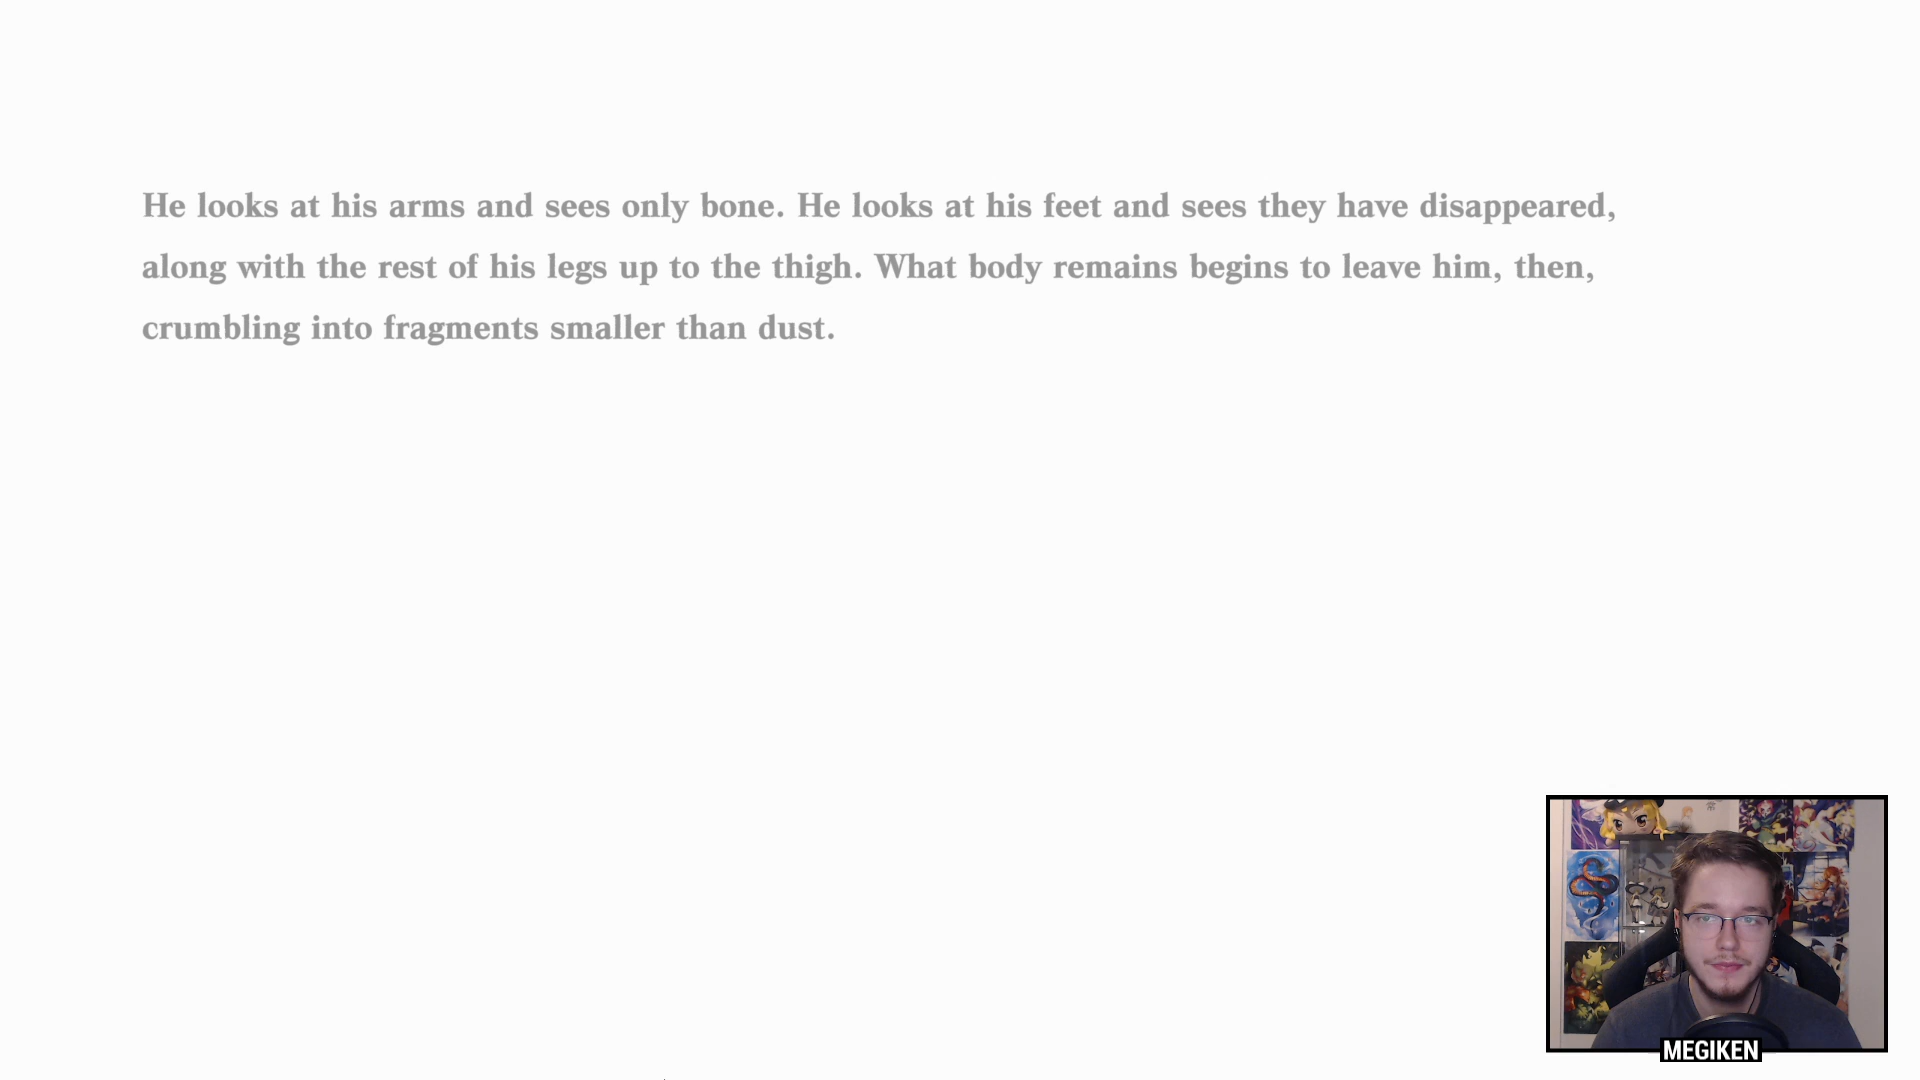 He looks at his arms and sees only bone. He looks at his feet and sees they have disappeared,
along with the rest of his legs up to the thigh. What body remains begins to leave him, then,
crumbling into fragments smaller than dust.
MEGIKEN